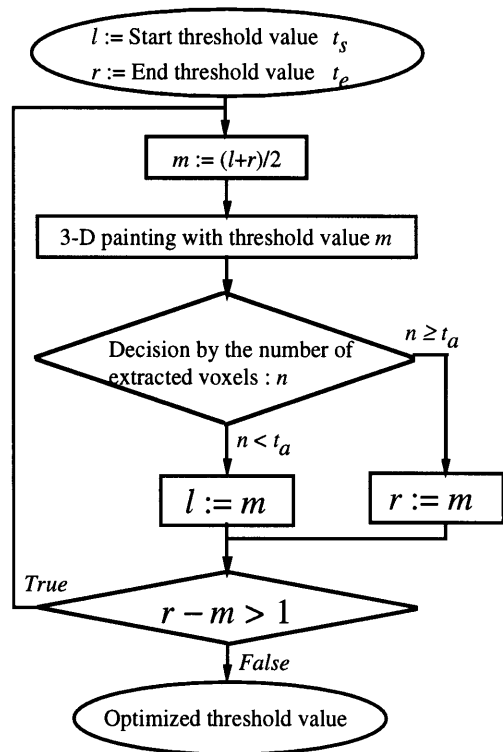 l := Start threshold value t_s
r := End threshold value t_e
m := (l+r)/2
3-D painting with threshold value m
Decision by the number of
extracted voxels : n
n ≥ t_a
n < t_a
l := m
r := m
True
r − m > 1
False
Optimized threshold value